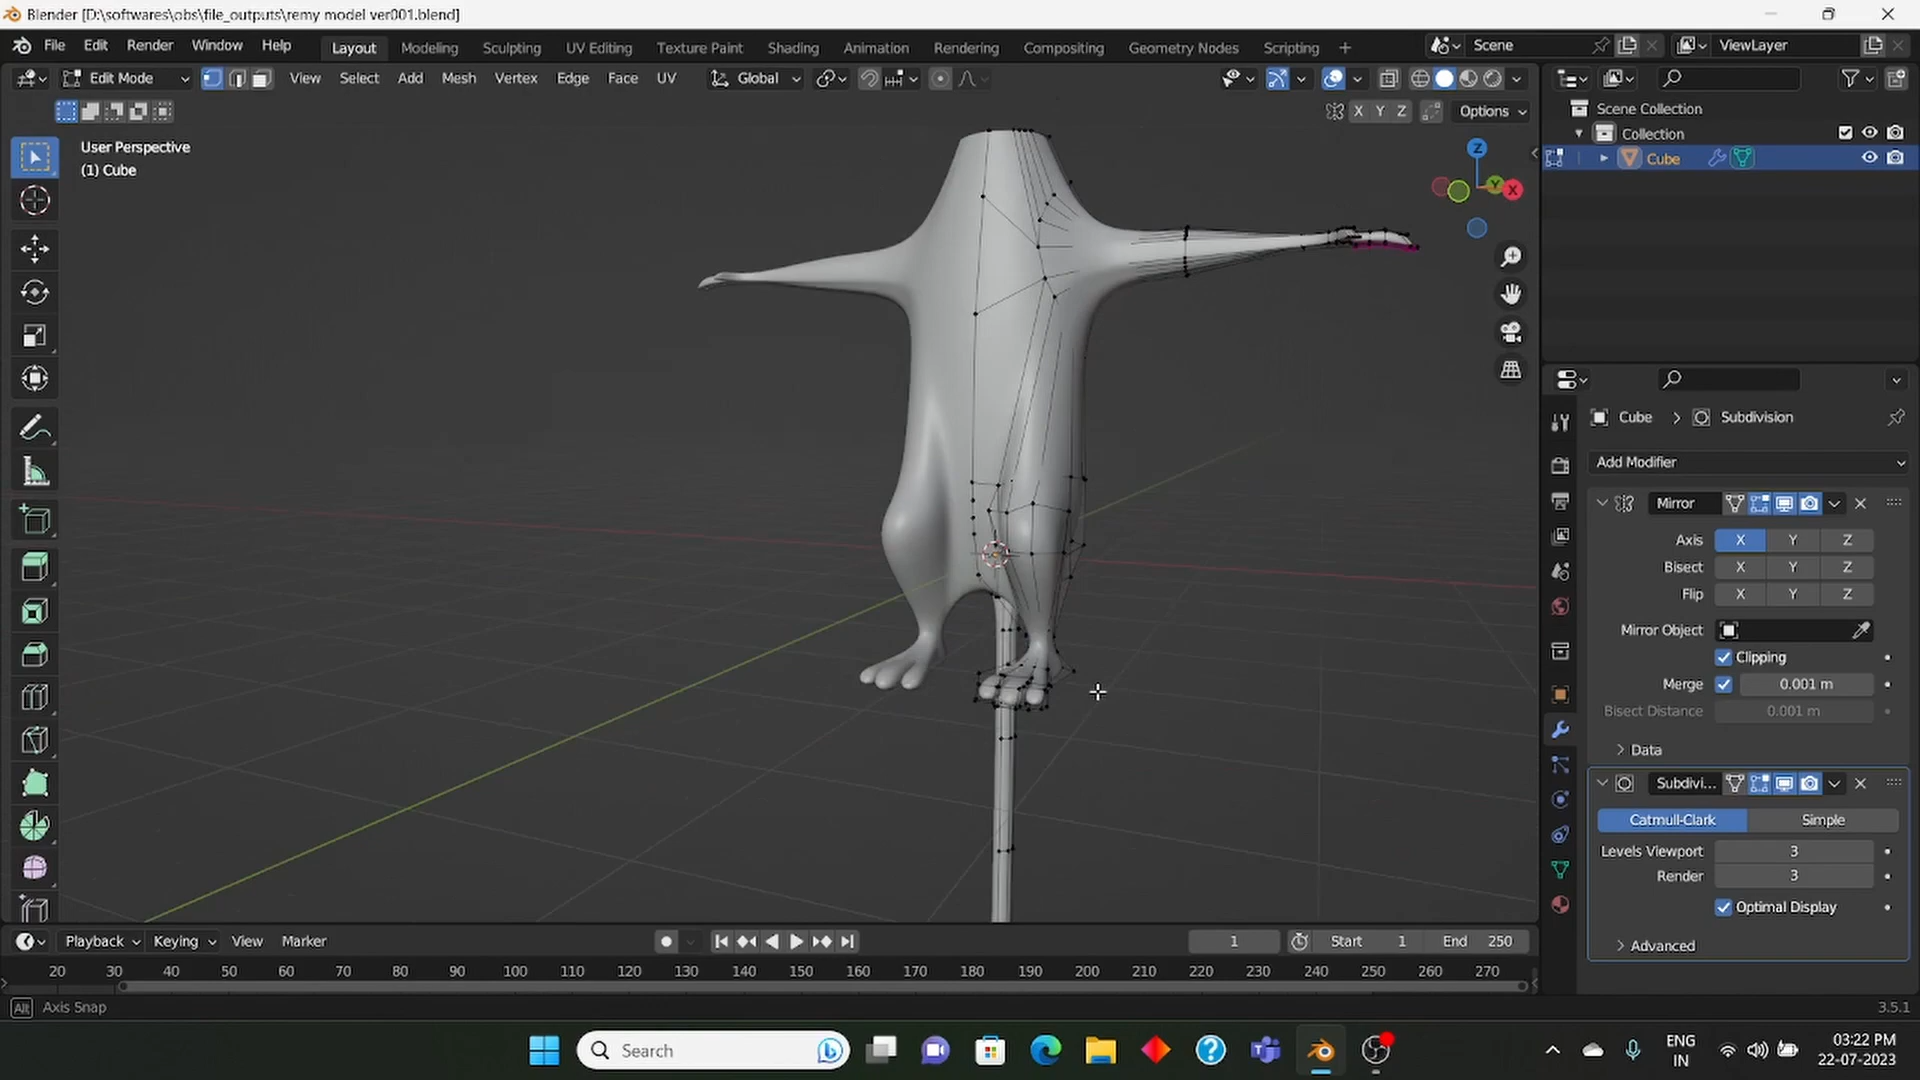 Blender [D:\softwares\obs\file_outputs\remy model ver001.blend]
File Edit Render Window Help Layout Modeling Sculpting UV Editing Texture Paint Shading Animation Rendering Compositing Geometry Nodes Scripting + Scene ViewLayer
Edit Mode View Select Add Mesh Vertex Edge Face UV Global
X Y Z Options
User Perspective
(1) Cube
Z
Y
X
Scene Collection
Collection
Cube
Cube > Subdivision
Add Modifier
Mirror
Axis X Y Z
Bisect X Y Z
Flip X Y Z
Mirror Object
Clipping
Merge 0.001 m
Bisect Distance 0.001 m
Data
Subdivi...
Catmull-Clark Simple
Levels Viewport 3
Render 3
Optimal Display
Advanced
Playback Keying View Marker 1 Start 1 End 250
20 30 40 50 60 70 80 90 100 110 120 130 140 150 160 170 180 190 200 210 220 230 240 250 260 270
Alt Axis Snap 3.5.1
Search
ENG
IN
03:22 PM
22-07-2023